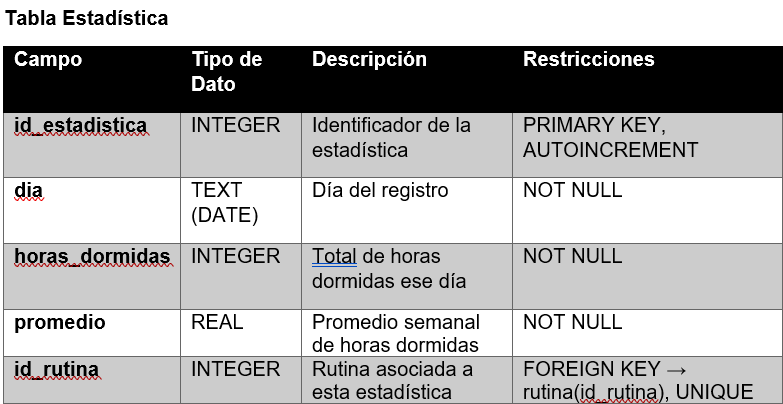 Tabla Estadística
Campo Tipo de Dato Descripción Restricciones
id_estadistica INTEGER Identificador de la estadística PRIMARY KEY, AUTOINCREMENT
dia TEXT (DATE) Día del registro NOT NULL
horas_dormidas INTEGER Total de horas dormidas ese día NOT NULL
promedio REAL Promedio semanal de horas dormidas NOT NULL
id_rutina INTEGER Rutina asociada a esta estadística FOREIGN KEY → rutina(id_rutina), UNIQUE